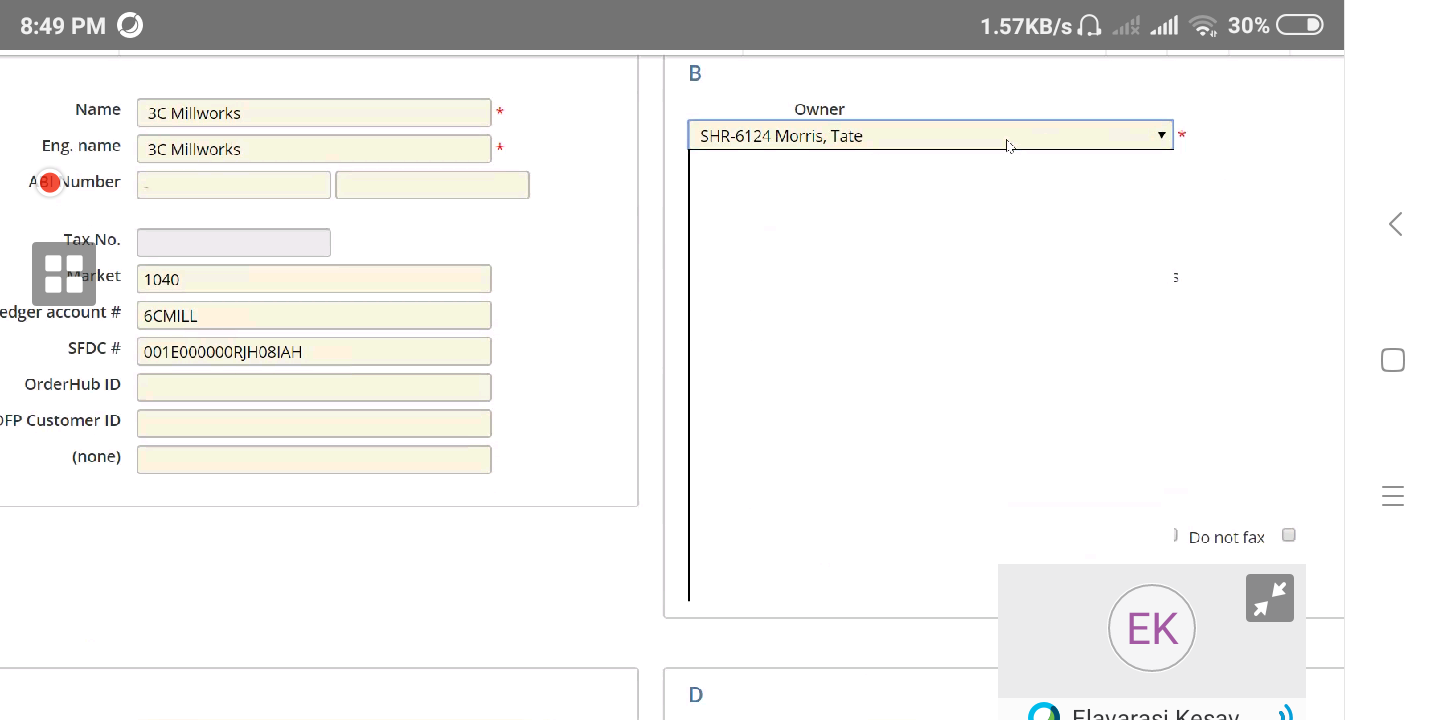 8:49 PM
1.57KB/s
30%
Name
3C Millworks
*
Eng. name
3C Millworks
*
ABI Number
-
Tax.No.
Market
1040
edger account #
6CMILL
SFDC #
001E000000RJH08IAH
OrderHub ID
DFP Customer ID
(none)
B
Owner
SHR-6124 Morris, Tate
*
s
Do not fax
D
EK
Elavarasi Kesav